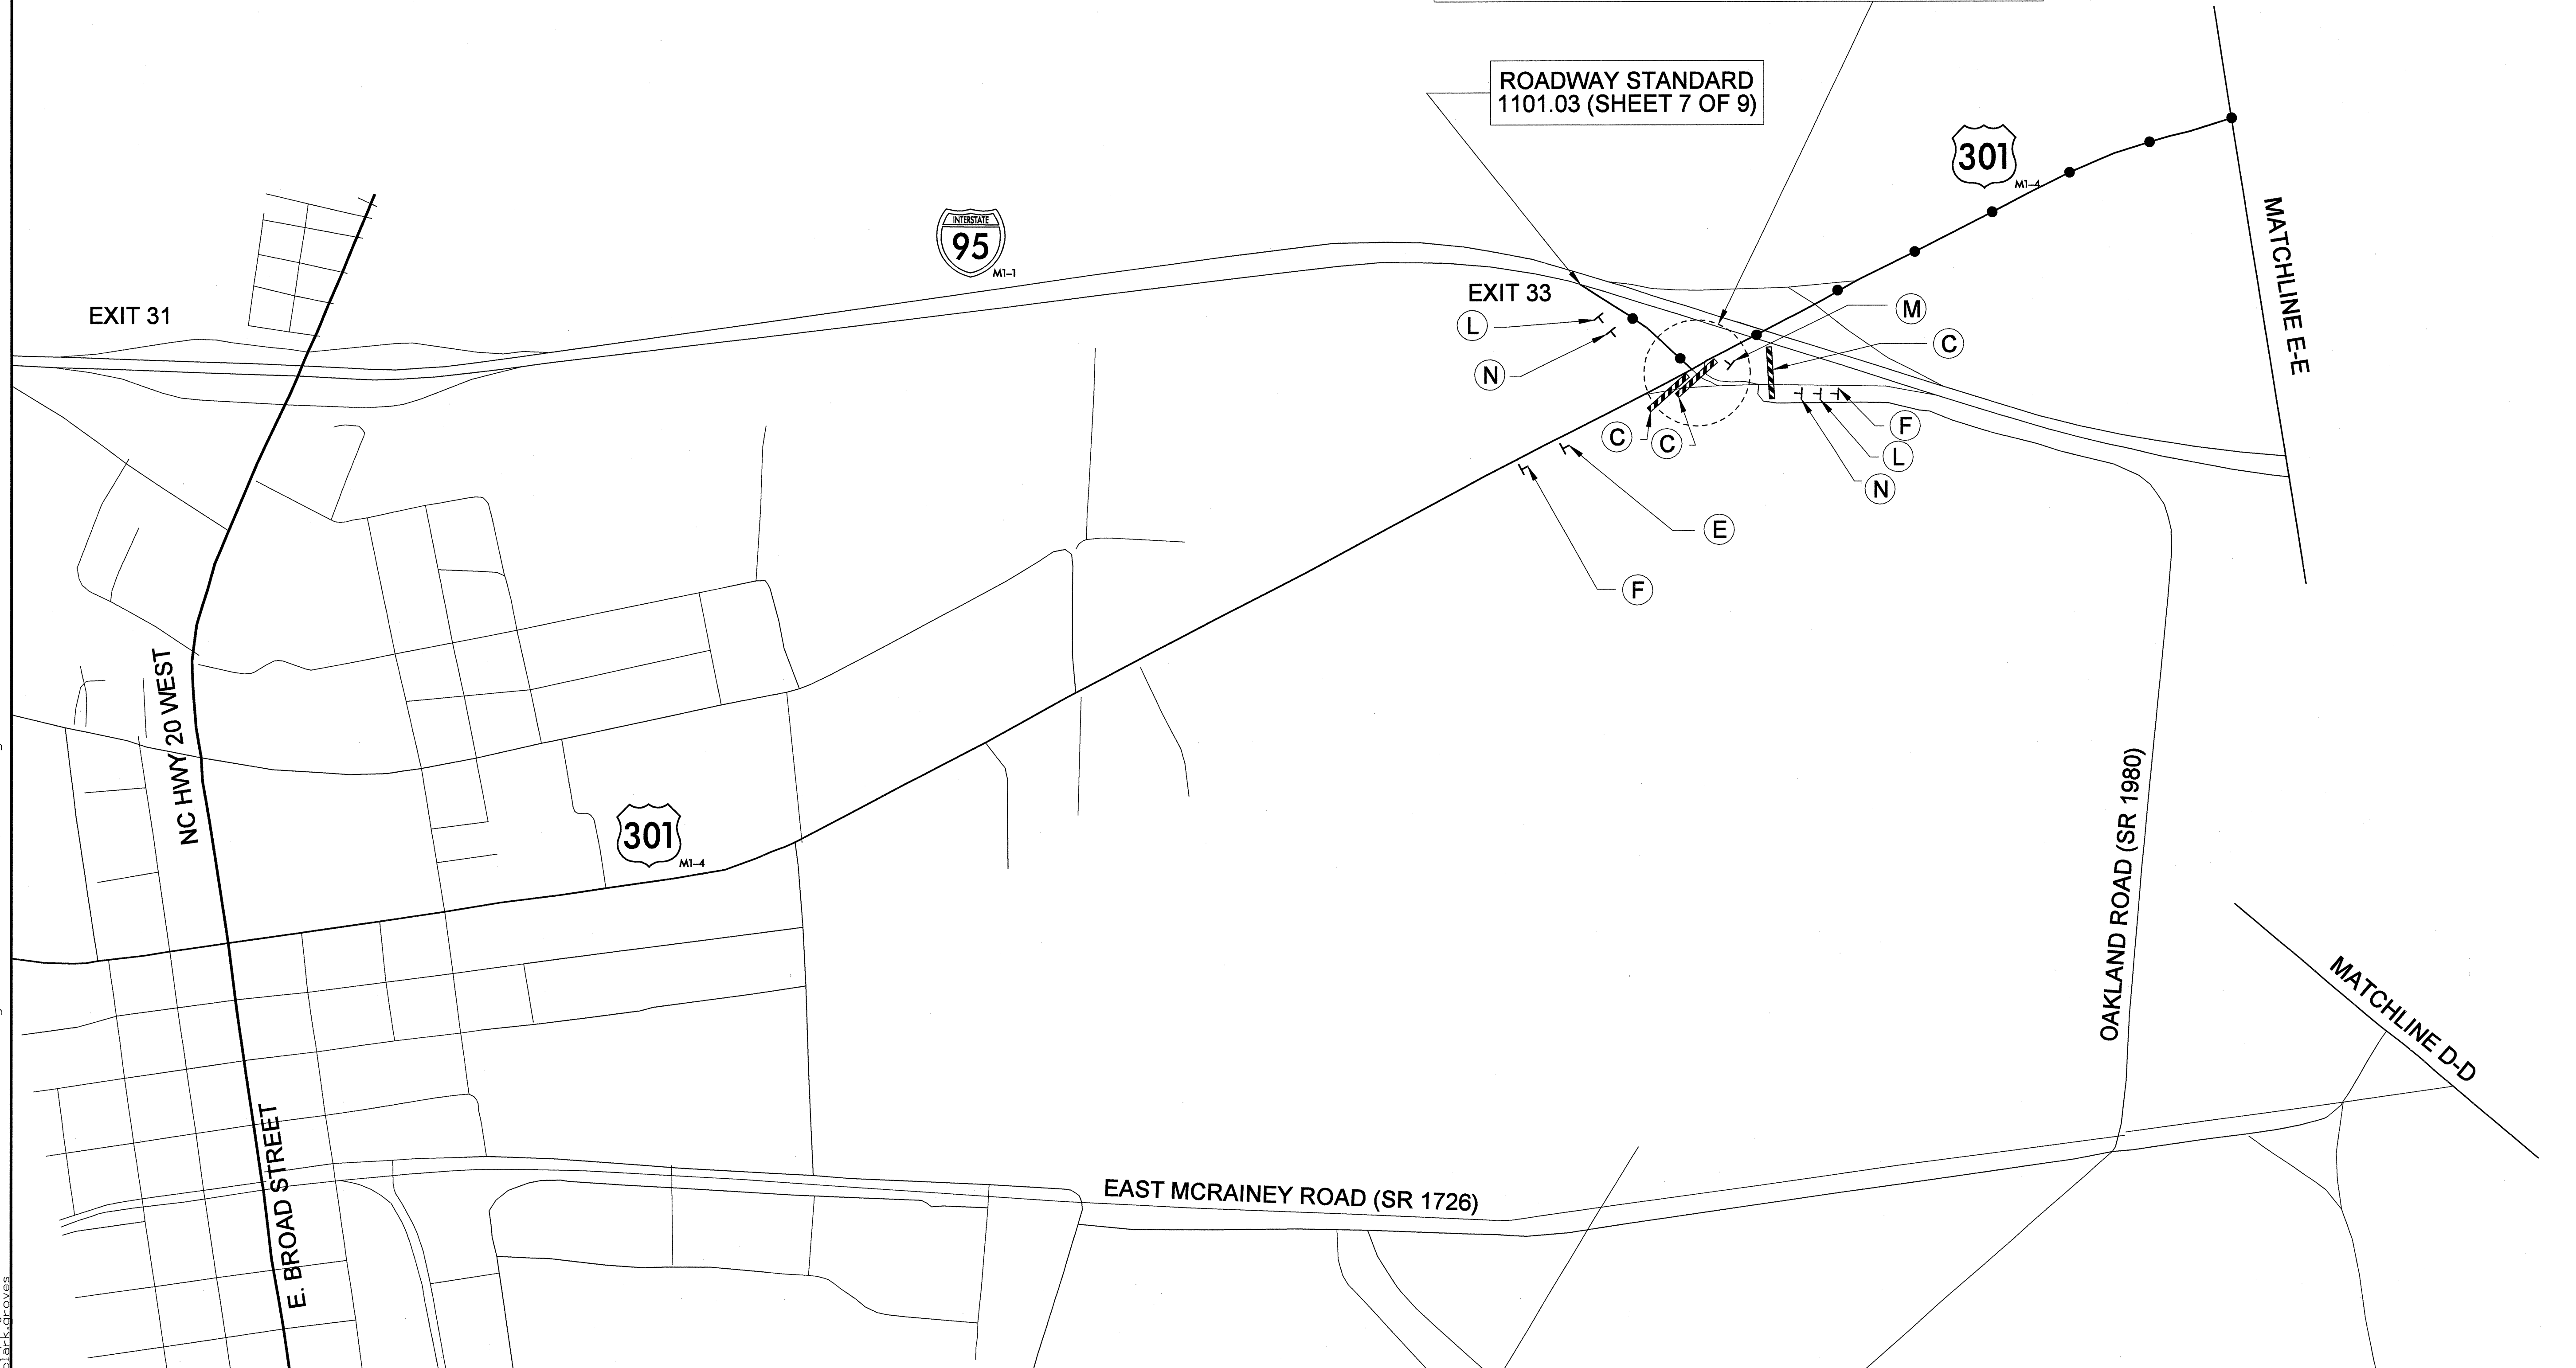 ROADWAY STANDARD
1101.03 (SHEET 7 OF 9)
301
M1-4
MATCHLINE E-E
INTERSTATE
95
M1-1
EXIT 31
EXIT 33
L
N
M
C
C
C
F
L
N
E
F
NC HWY 20 WEST
301
M1-4
OAKLAND ROAD (SR 1980)
MATCHLINE D-D
E. BROAD STREET
EAST MCRAINEY ROAD (SR 1726)
clark.groves